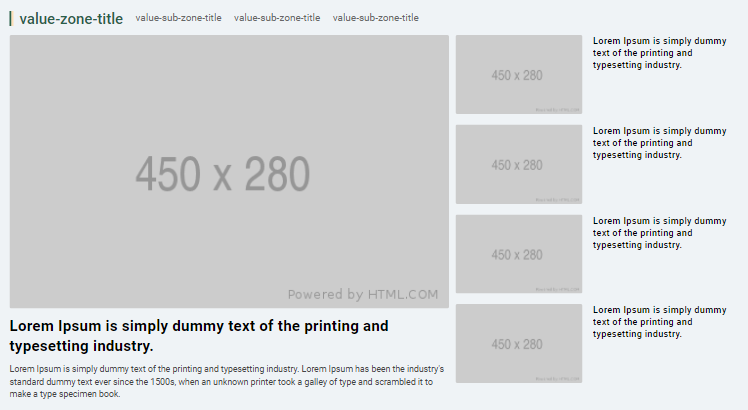 value-zone-title value-sub-zone-title value-sub-zone-title value-sub-zone-title
450 x 280
Powered by HTML.COM
Lorem Ipsum is simply dummy text of the printing and
typesetting industry.
Lorem Ipsum is simply dummy text of the printing and typesetting industry. Lorem Ipsum has been the industry's
standard dummy text ever since the 1500s, when an unknown printer took a galley of type and scrambled it to
make a type specimen book.
450 x 280
Powered by HTML.COM
Lorem Ipsum is simply dummy
text of the printing and
typesetting industry.
450 x 280
Powered by HTML.COM
Lorem Ipsum is simply dummy
text of the printing and
typesetting industry.
450 x 280
Powered by HTML.COM
Lorem Ipsum is simply dummy
text of the printing and
typesetting industry.
450 x 280
Powered by HTML.COM
Lorem Ipsum is simply dummy
text of the printing and
typesetting industry.